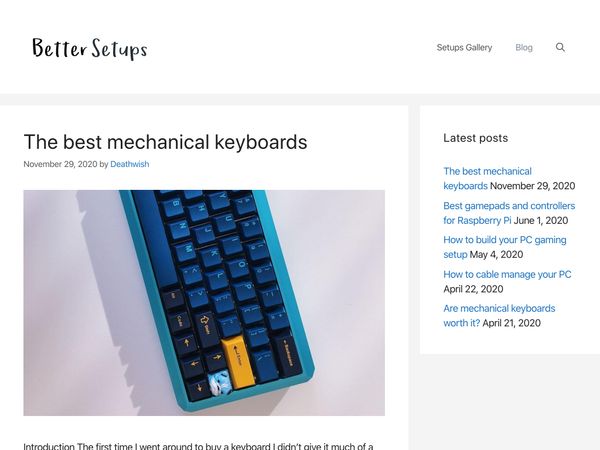 Better Setups
Setups Gallery
Blog
The best mechanical keyboards
November 29, 2020 by Deathwish
Introduction The first time I went around to buy a keyboard I didn't give it much of a
Latest posts
The best mechanical
keyboards November 29, 2020
Best gamepads and controllers
for Raspberry Pi June 1, 2020
How to build your PC gaming
setup May 4, 2020
How to cable manage your PC
April 22, 2020
Are mechanical keyboards
worth it? April 21, 2020